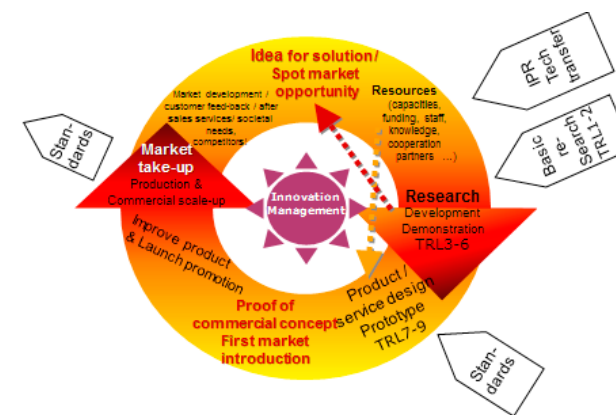 Idea for solution/
Spot market
opportunity
Market development /
customer feed-back / after
sales services/ societal
needs,
competitors!
Resources
(capacities,
funding, staff,
knowledge,
cooperation
partners …)
IPR
Tech
transfer
Basic
re-
Search
TRL1-2
Stan-
dards
Market
take-up
Production &
Commercial scale-up
Innovation
Management
Research
Development
Demonstration
TRL3-6
Improve product
& Launch promotion
Product /
service design
Prototype
TRL7-9
Proof of
commercial concept
First market
introduction
Stan-
dards